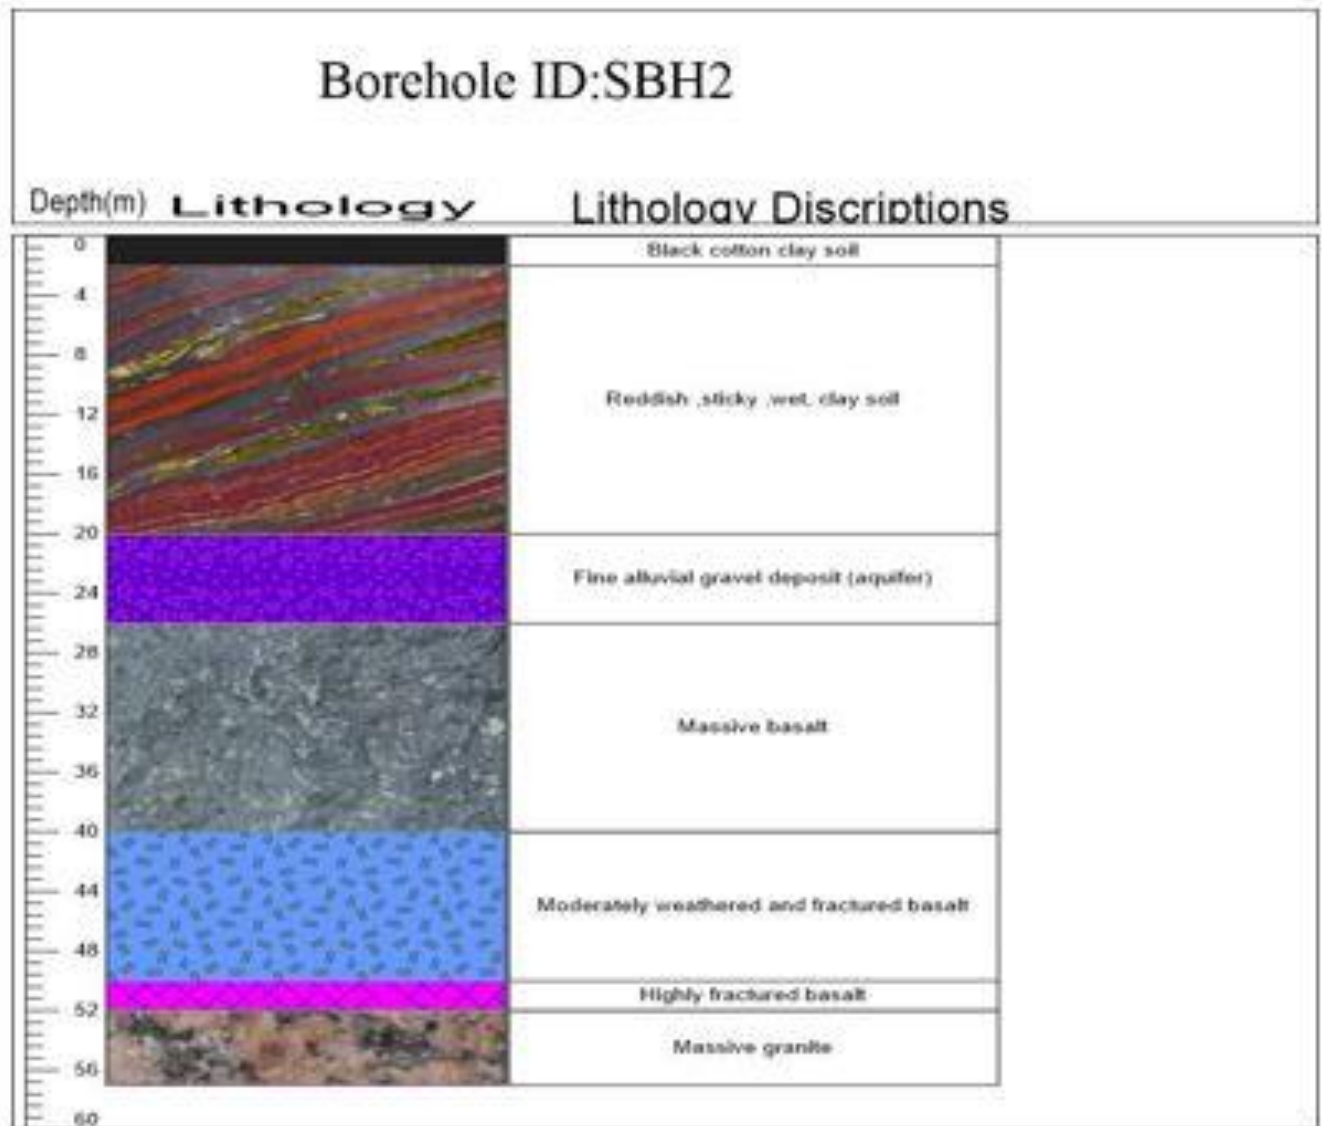 Borehole ID:SBH2
Depth(m) Lithology Lithology Discriptions
0 Black cotton clay soil
4
8
Reddish ,sticky ,wet, clay soil
12
16
20
Fine alluvial gravel deposit (aquifer)
24
28
32
Massive basalt
36
40
44
Moderately weathered and fractured basalt
48
Highly fractured basalt
52
Massive granite
56
60